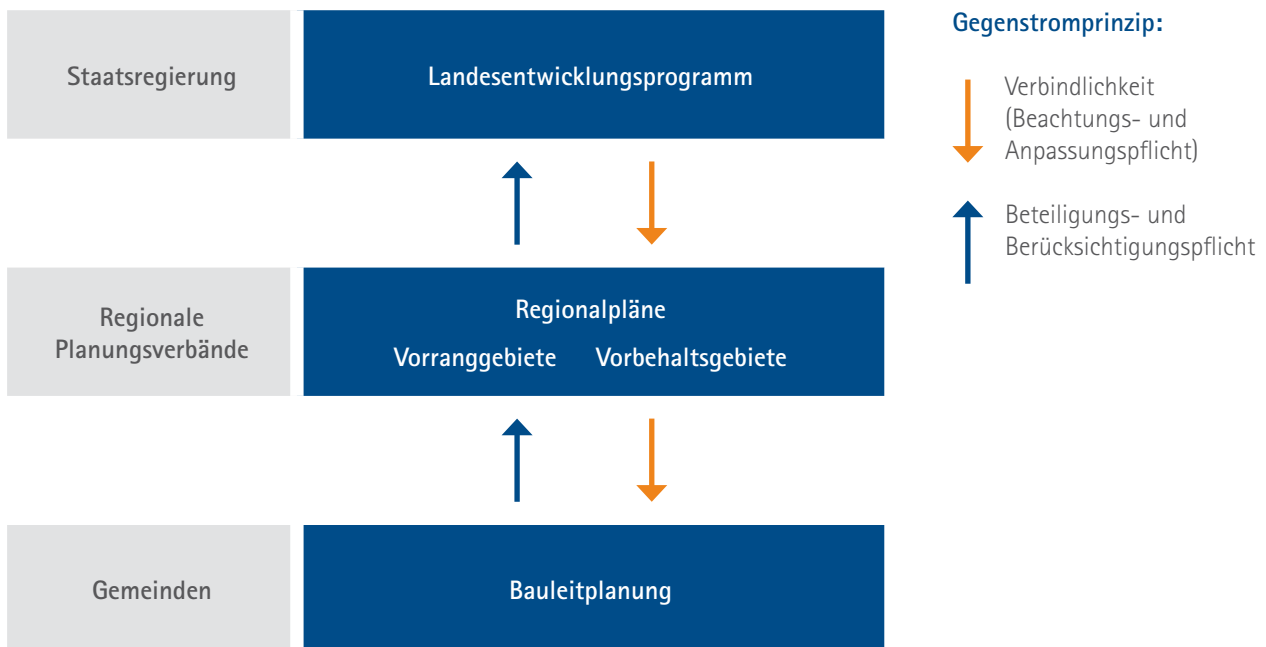 Staatsregierung
Landesentwicklungsprogramm
Regionale
Planungsverbände
Regionalpläne
Vorranggebiete Vorbehaltsgebiete
Gemeinden
Bauleitplanung
Gegenstromprinzip:
Verbindlichkeit
(Beachtungs- und
Anpassungspflicht)
Beteiligungs- und
Berücksichtigungspflicht